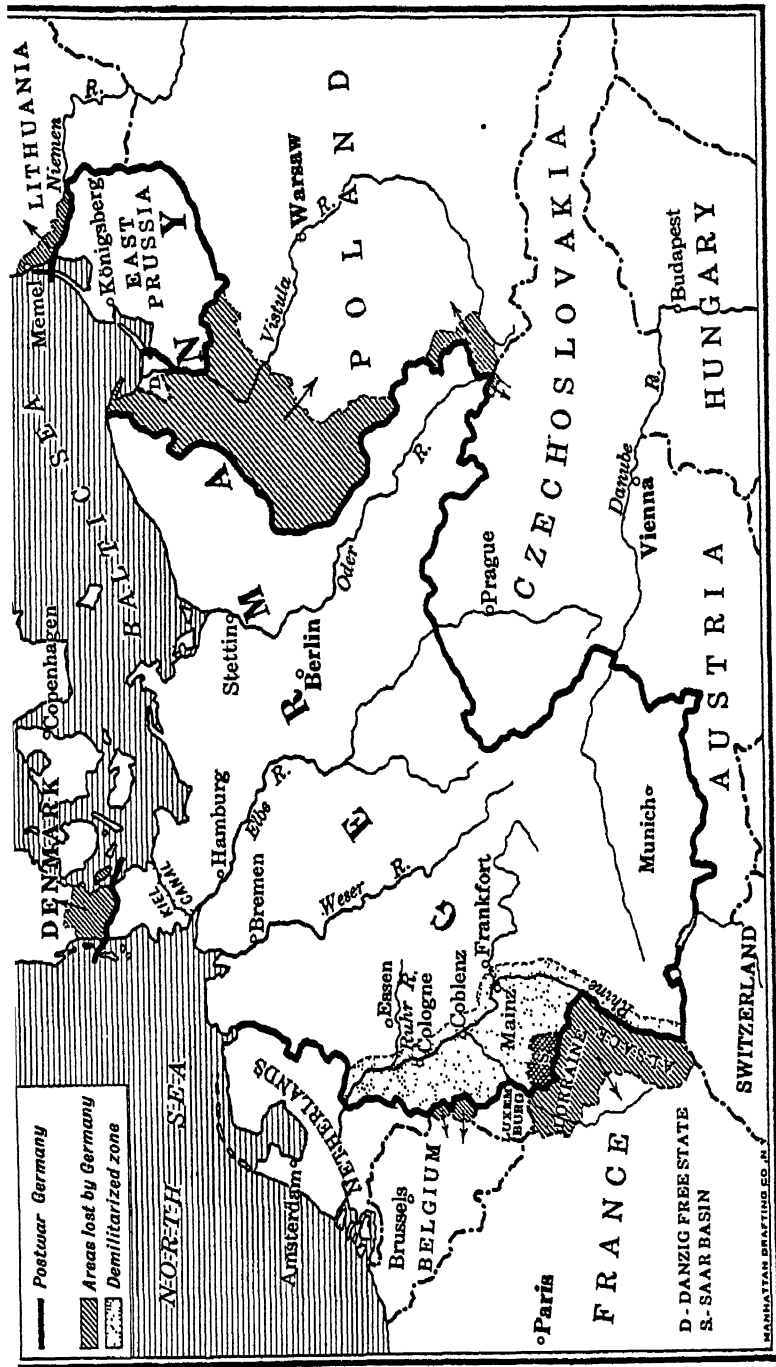 Postwar Germany
Areas lost by Germany
Demilitarized zone
NORTH SEA
DENMARK
Copenhagen
BALTIC SEA
Memel
LITHUANIA
Niemen R.
KIEL CANAL
Königsberg
EAST PRUSSIA
D
Hamburg
Stettin
Bremen
Elbe R.
Berlin
Oder R.
Vistula R.
Warsaw
POLAND
Weser R.
GERMANY
Amsterdam
NETHERLANDS
Essen
Ruhr R.
Cologne
Coblenz
Frankfort
Mainz
Brussels
BELGIUM
LUXEM
BURG
S
LORRAINE
ALSACE
Rhine
Prague
CZECHOSLOVAKIA
Paris
FRANCE
Munich
Danube R.
Vienna
Budapest
SWITZERLAND
AUSTRIA
HUNGARY
D-DANZIG FREE STATE
S.-SAAR BASIN
MANHATTAN DRAFTING CO. N.Y.